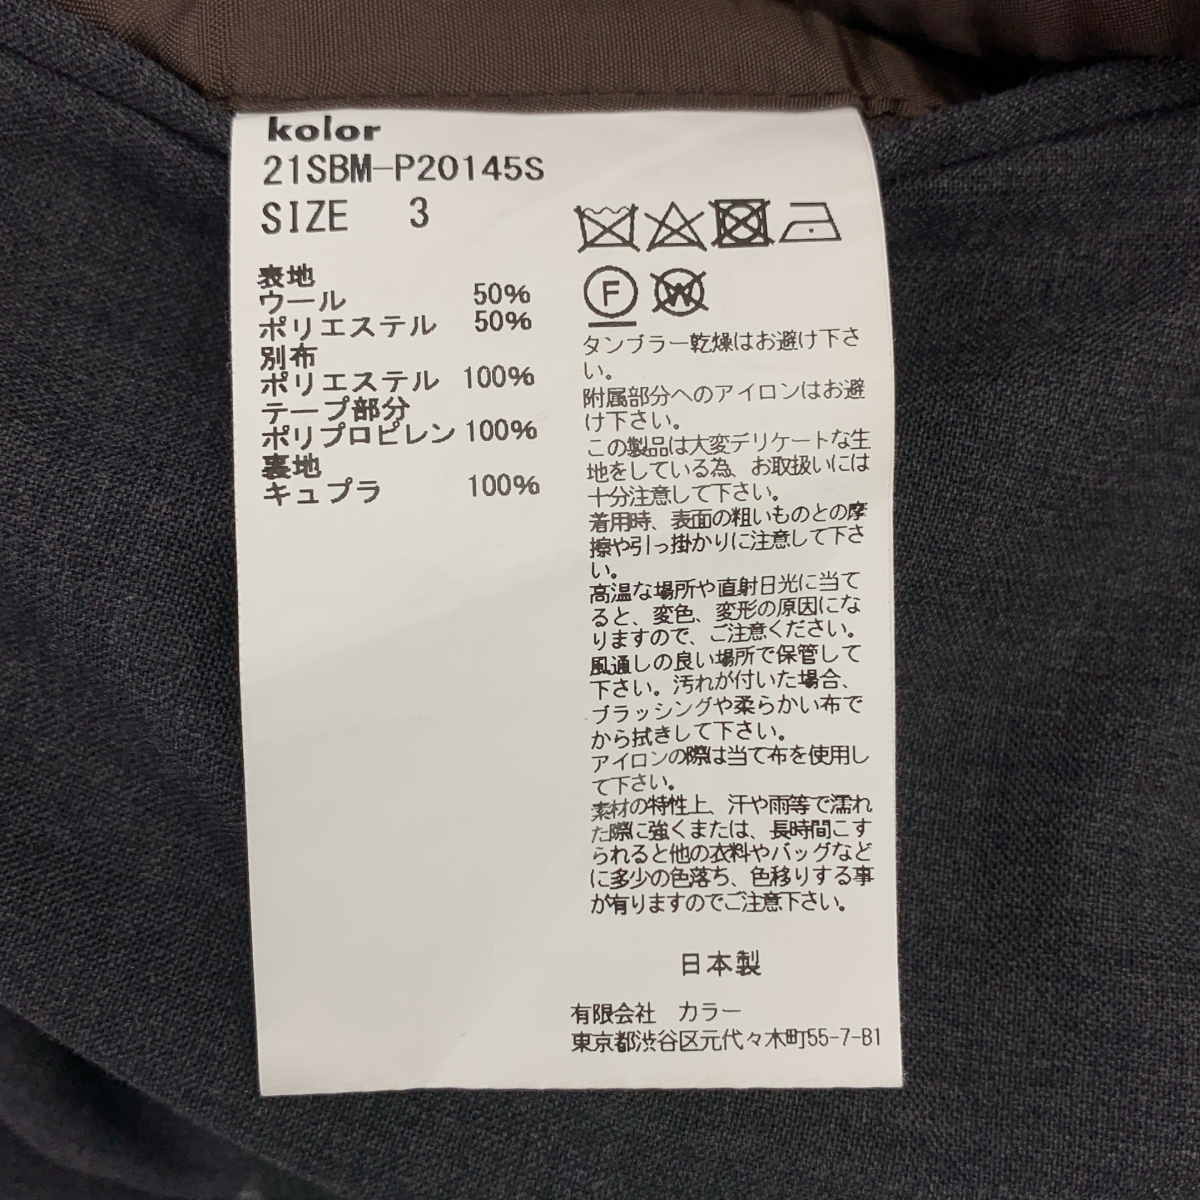 kolor
21SBM-P20145S
SIZE 3
表地
ウール 50%
ポリエステル 50%
別布
ポリエステル 100%
テープ部分
ポリプロピレン 100%
裏地
キュプラ 100%
F W
タンブラー乾燥はお避け下さ
い。
附属部分へのアイロンはお避
け下さい。
この製品は大変デリケートな生
地をしている為、お取扱いには
十分注意して下さい。
着用時、表面の粗いものとの摩
擦や引っ掛かりに注意して下さ
い。
高温な場所や直射日光に当て
ると、変色、変形の原因にな
りますので、ご注意ください。
風通しの良い場所で保管して
下さい。汚れが付いた場合、
ブラッシングや柔らかい布で
から拭きして下さい。
アイロンの際は当て布を使用し
て下さい。
素材の特性上、汗や雨等で濡れ
た際に強くまたは、長時間こす
られると他の衣料やバッグなど
に多少の色落ち、色移りする事
が有りますのでご注意下さい。
日本製
有限会社 カラー
東京都渋谷区元代々木町55-7-B1